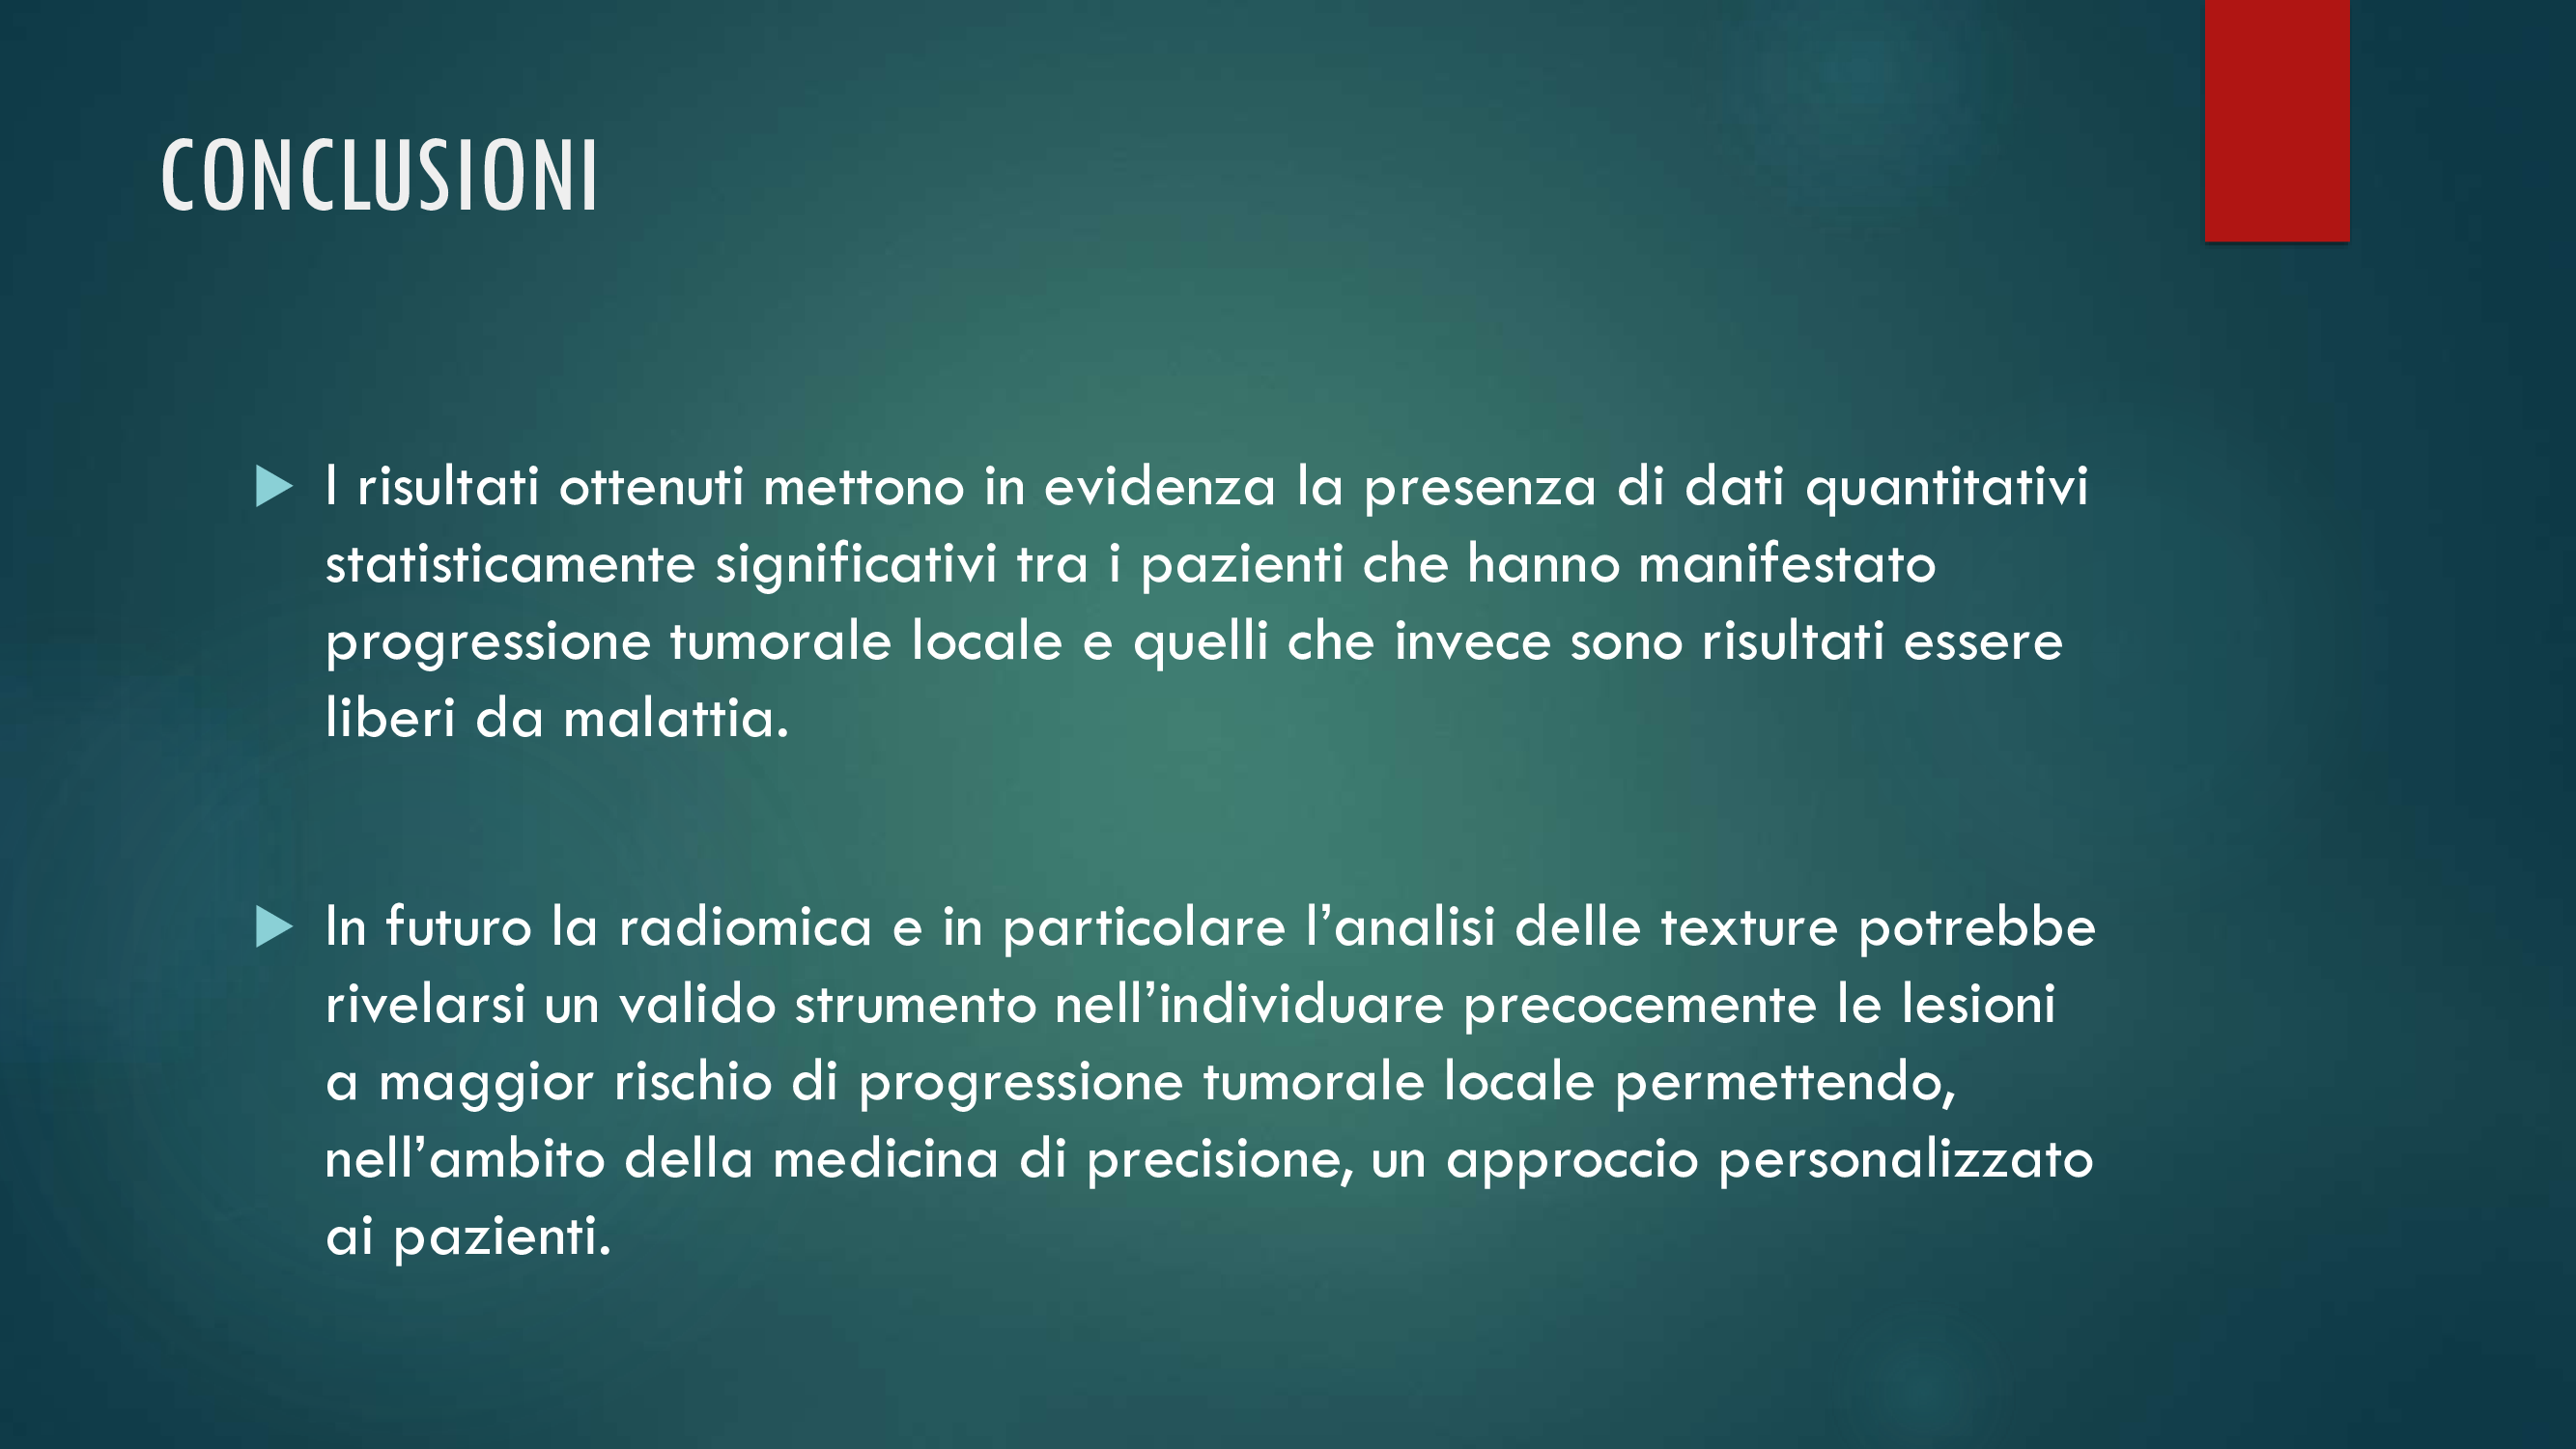 CONCLUSIONI
I risultati ottenuti mettono in evidenza la presenza di dati quantitativi
statisticamente significativi tra i pazienti che hanno manifestato
progressione tumorale locale e quelli che invece sono risultati essere
liberi da malattia.
In futuro la radiomica e in particolare l’analisi delle texture potrebbe
rivelarsi un valido strumento nell’individuare precocemente le lesioni
a maggior rischio di progressione tumorale locale permettendo,
nell’ambito della medicina di precisione, un approccio personalizzato
ai pazienti.